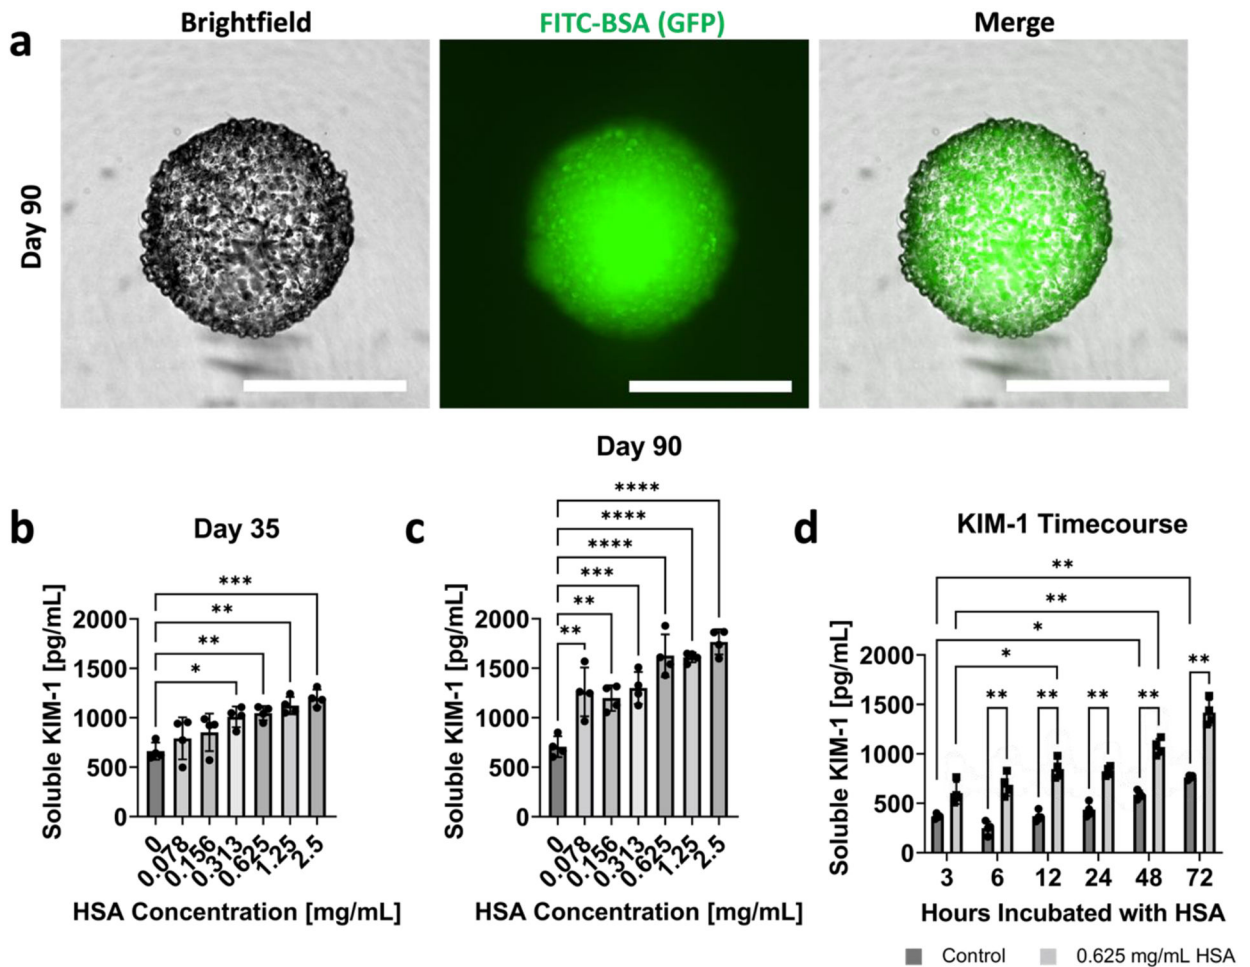 a
Brightfield
FITC-BSA (GFP)
Merge
Day 90
b
Day 35
***
**
**
*
Soluble KIM-1 [pg/mL]
2000
1500
1000
500
0
0
0.078
0.156
0.313
0.625
1.25
2.5
HSA Concentration [mg/mL]
c
Day 90
****
****
****
***
**
**
Soluble KIM-1 [pg/mL]
2000
1500
1000
500
0
0
0.078
0.156
0.313
0.625
1.25
2.5
HSA Concentration [mg/mL]
d
KIM-1 Timecourse
**
**
*
*
** ** ** ** **
Soluble KIM-1 [pg/mL]
2000
1500
1000
500
0
3 6 12 24 48 72
Hours Incubated with HSA
Control
0.625 mg/mL HSA